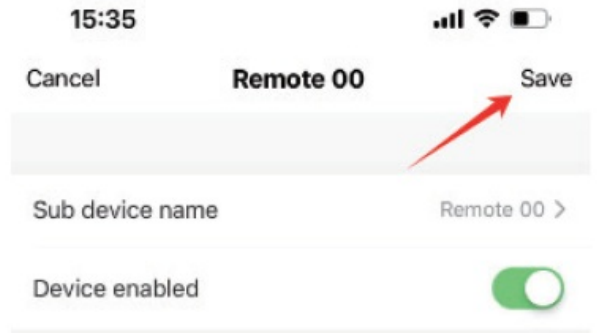 15:35
Cancel Remote 00 Save
Sub device name Remote 00 >
Device enabled